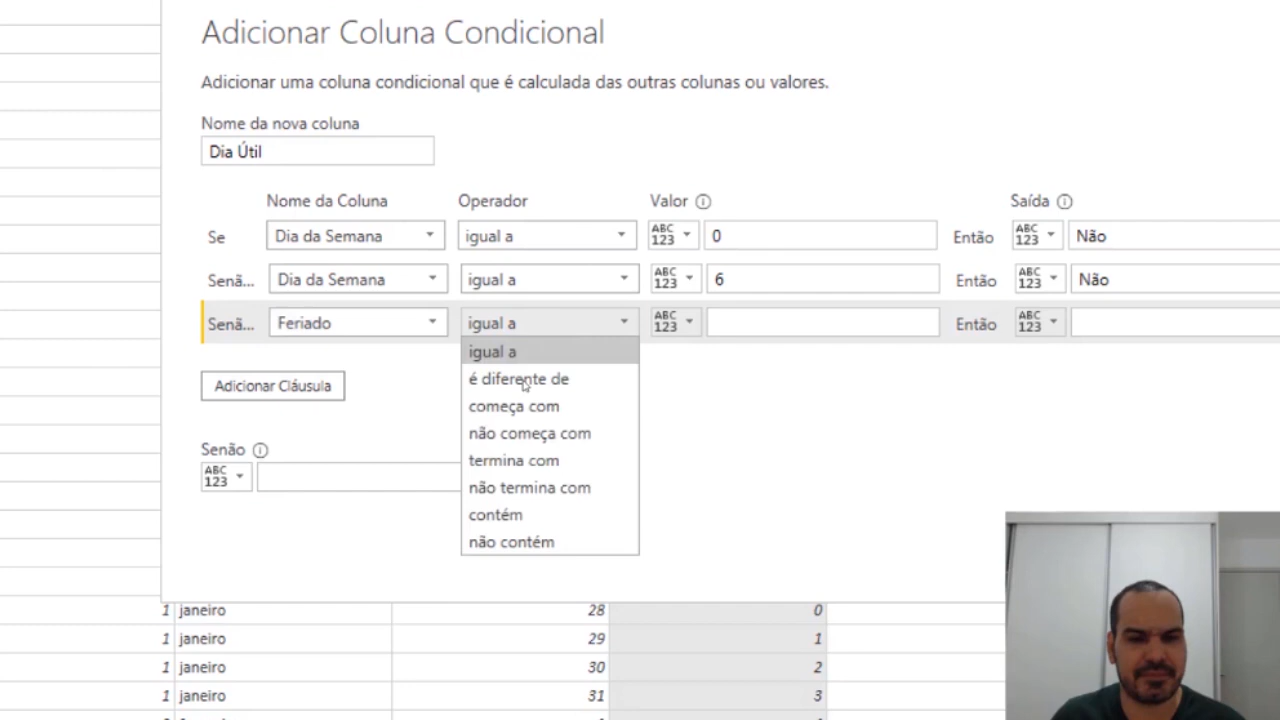 Adicionar Coluna Condicional
Adicionar uma coluna condicional que é calculada das outras colunas ou valores.
Nome da nova coluna
Dia Útil
Nome da Coluna Operador Valor Saída
Se Dia da Semana igual a ABC 123 0 Então ABC 123 Não
Senã... Dia da Semana igual a ABC 123 6 Então ABC 123 Não
Senã... Feriado igual a ABC 123 Então ABC 123
igual a
é diferente de
começa com
não começa com
termina com
não termina com
contém
não contém
Adicionar Cláusula
Senão
ABC 123
1 janeiro 28 0
1 janeiro 29 1
1 janeiro 30 2
1 janeiro 31 3